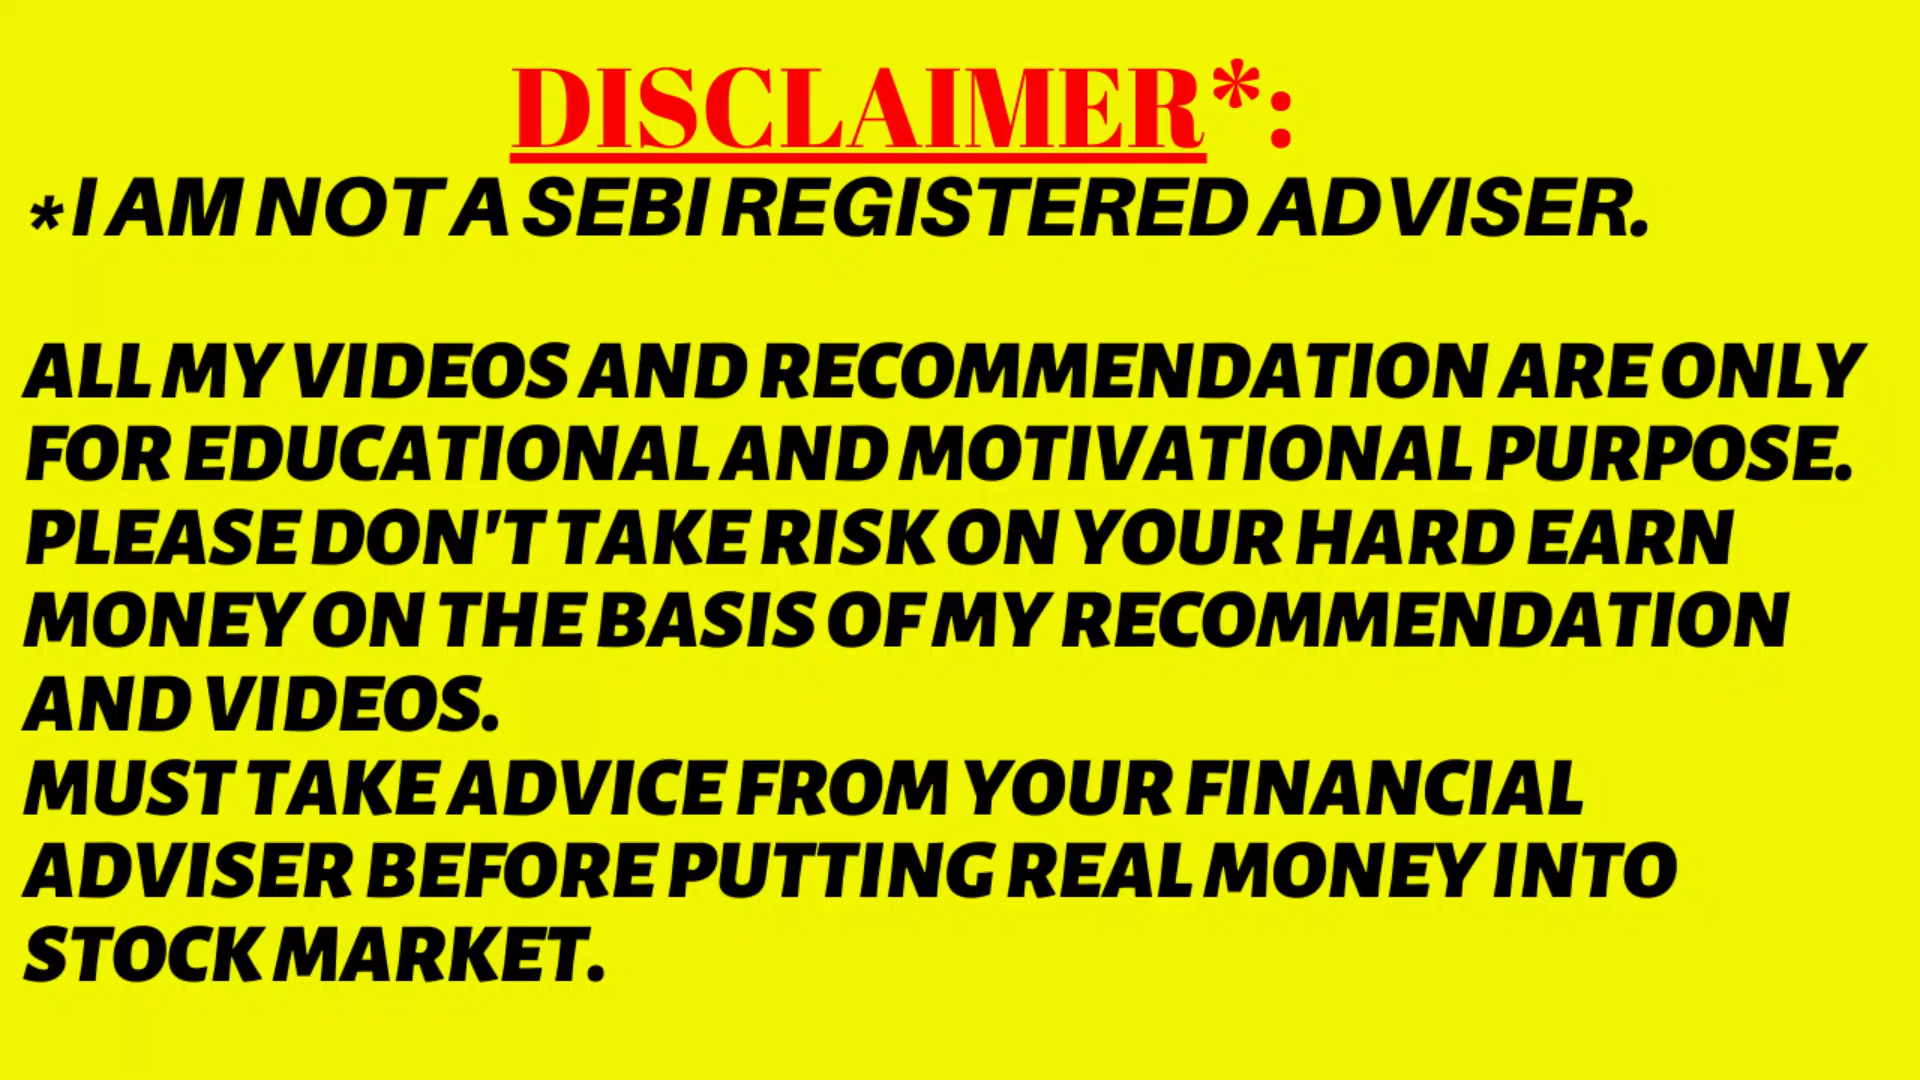 DISCLAIMER*:
*I AM NOT A SEBI REGISTERED ADVISER.
ALL MY VIDEOS AND RECOMMENDATION ARE ONLY
FOR EDUCATIONAL AND MOTIVATIONAL PURPOSE.
PLEASE DON'T TAKE RISK ON YOUR HARD EARN
MONEY ON THE BASIS OF MY RECOMMENDATION
AND VIDEOS.
MUST TAKE ADVICE FROM YOUR FINANCIAL
ADVISER BEFORE PUTTING REAL MONEY INTO
STOCK MARKET.